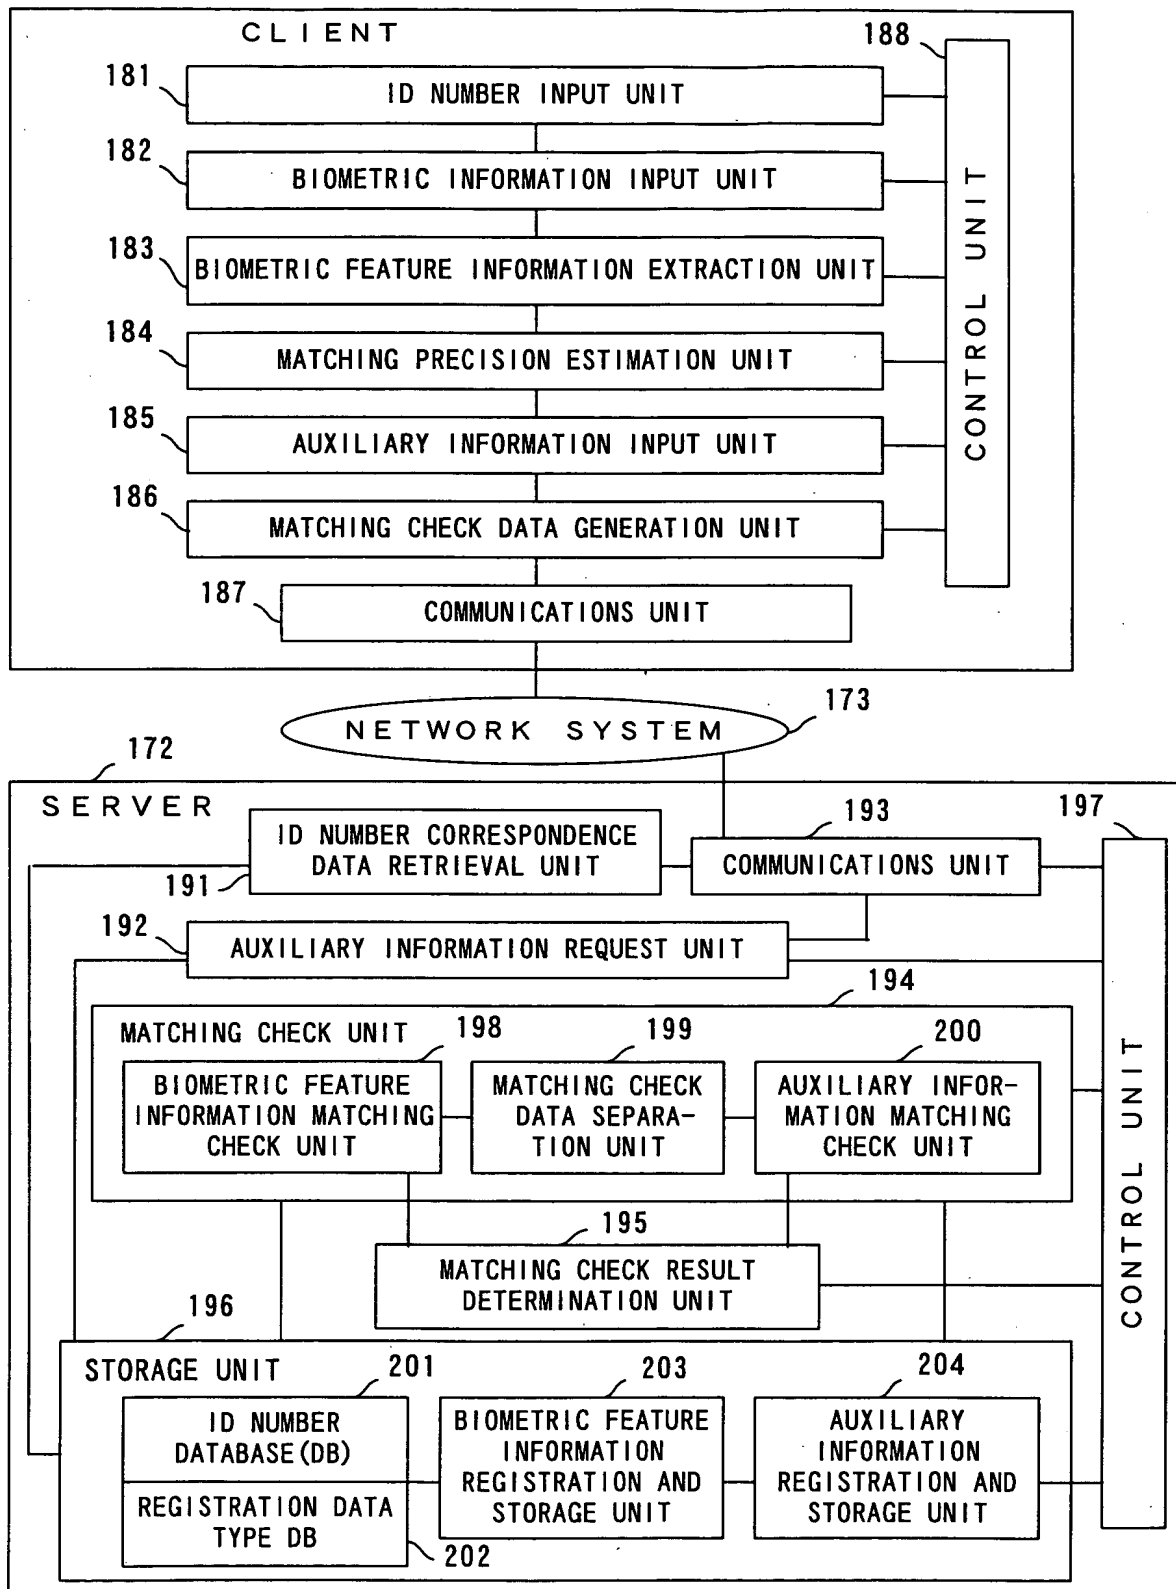 CLIENT
188
181
ID NUMBER INPUT UNIT
182
BIOMETRIC INFORMATION INPUT UNIT
183
BIOMETRIC FEATURE INFORMATION EXTRACTION UNIT
184
MATCHING PRECISION ESTIMATION UNIT
185
AUXILIARY INFORMATION INPUT UNIT
186
MATCHING CHECK DATA GENERATION UNIT
187
COMMUNICATIONS UNIT
CONTROL UNIT
NETWORK SYSTEM
173
172
SERVER
ID NUMBER CORRESPONDENCE
DATA RETRIEVAL UNIT
191
193
COMMUNICATIONS UNIT
197
192
AUXILIARY INFORMATION REQUEST UNIT
194
MATCHING CHECK UNIT
198
BIOMETRIC FEATURE
INFORMATION MATCHING
CHECK UNIT
199
MATCHING CHECK
DATA SEPARA-
TION UNIT
200
AUXILIARY INFOR-
MATION MATCHING
CHECK UNIT
195
MATCHING CHECK RESULT
DETERMINATION UNIT
CONTROL UNIT
196
STORAGE UNIT
201
ID NUMBER
DATABASE(DB)
REGISTRATION DATA
TYPE DB
202
203
BIOMETRIC FEATURE
INFORMATION
REGISTRATION AND
STORAGE UNIT
204
AUXILIARY
INFORMATION
REGISTRATION AND
STORAGE UNIT